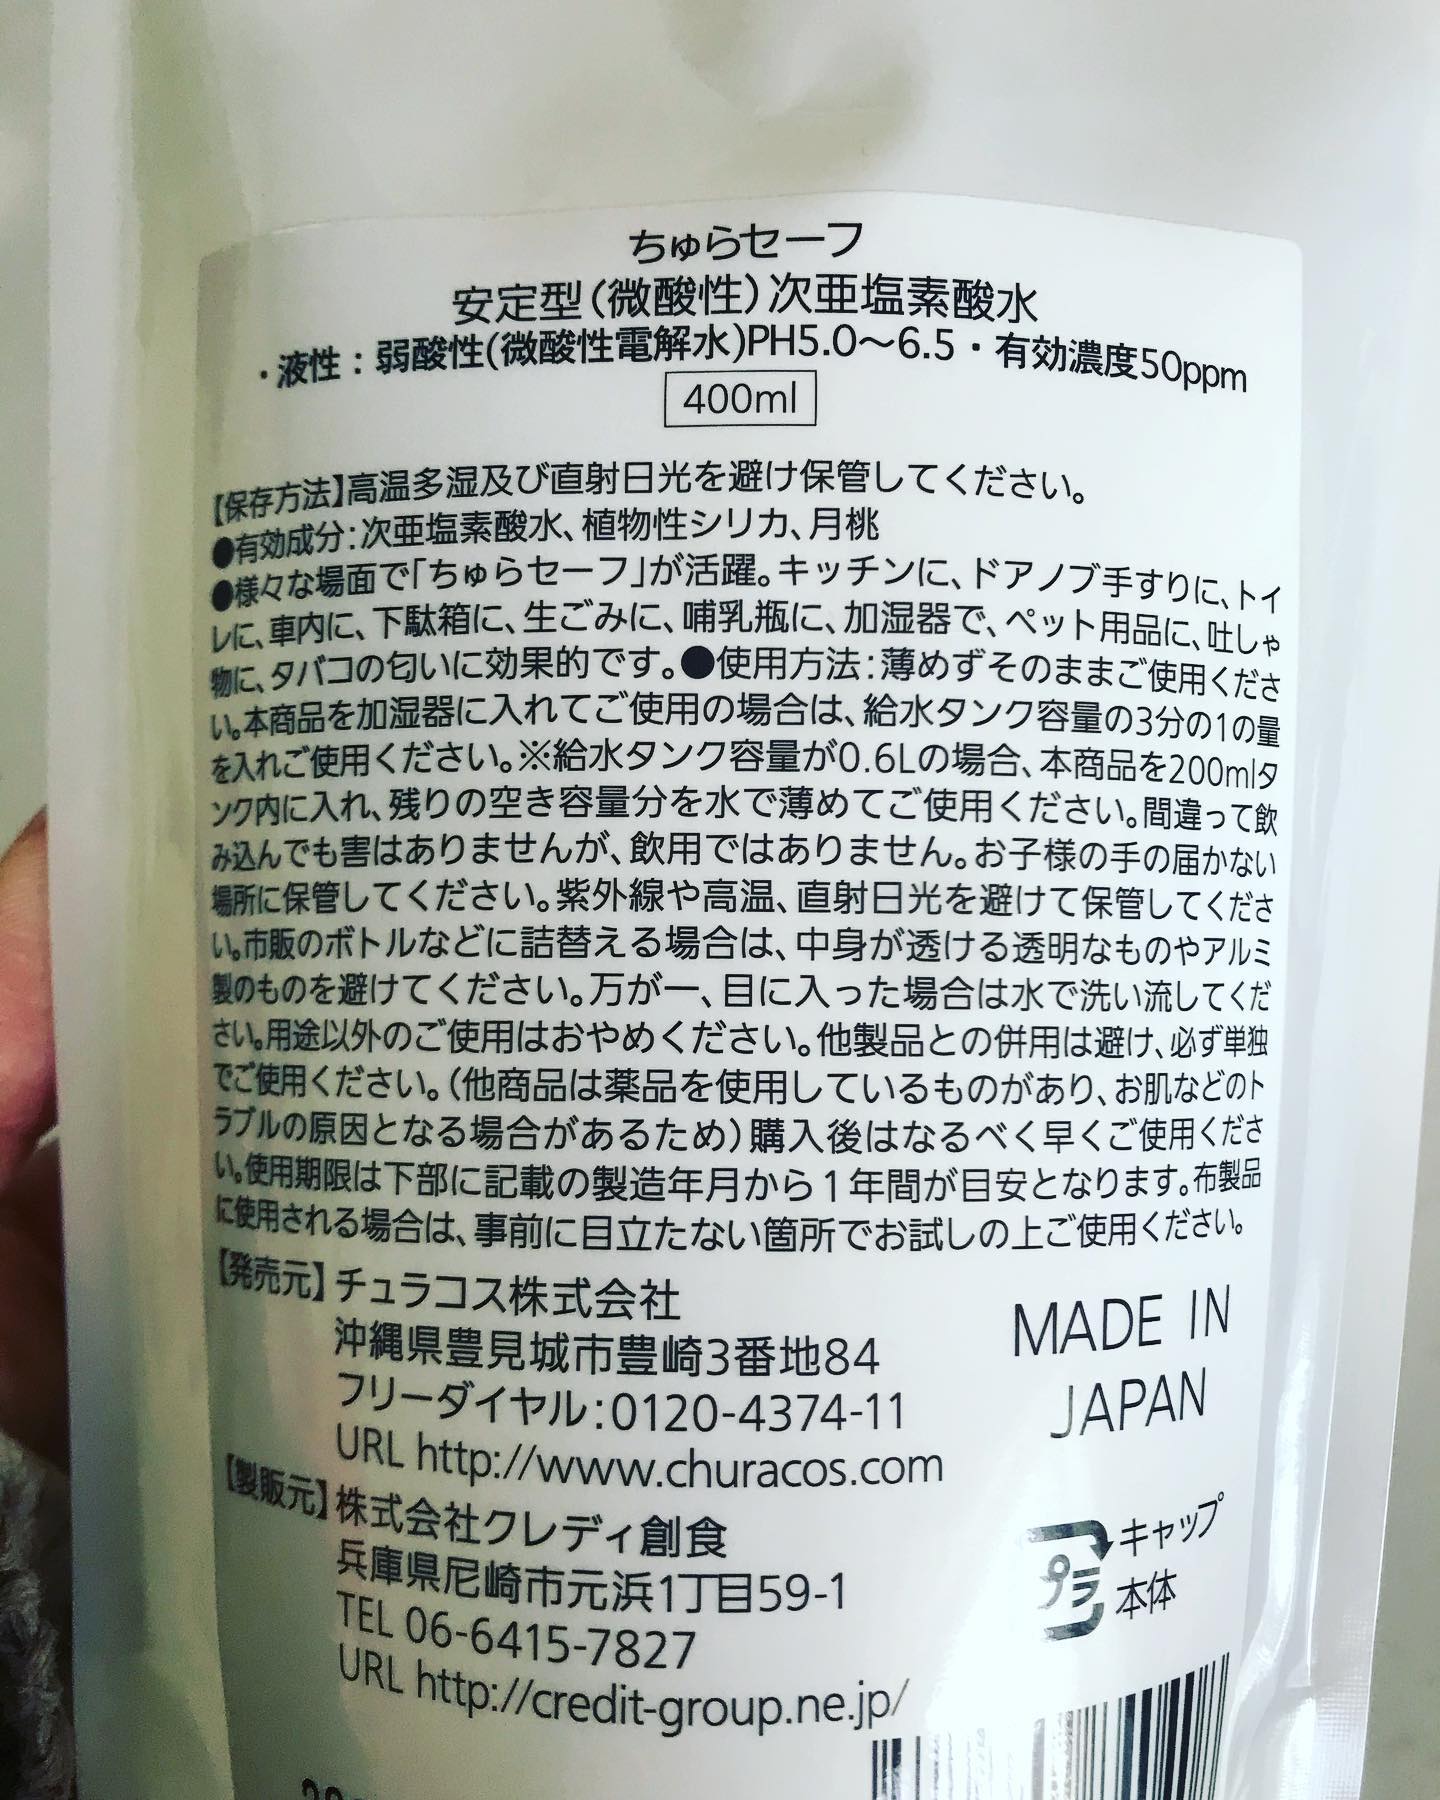 ちゅらセーフ
安定型(微酸性)次亜塩素酸水
・液性：弱酸性(微酸性電解水)PH5.0〜6.5・有効濃度50ppm
400ml
【保存方法】高温多湿及び直射日光を避け保管してください。
●有効成分：次亜塩素酸水、植物性シリカ、月桃
●様々な場面で「ちゅらセーフ」が活躍。キッチンに、ドアノブ手すりに、トイ
レに、車内に、下駄箱に、生ごみに、哺乳瓶に、加湿器で、ペット用品に、吐しゃ
物に、タバコの匂いに効果的です。●使用方法：薄めずそのままご使用くださ
い。本商品を加湿器に入れてご使用の場合は、給水タンク容量の3分の1の量
を入れご使用ください。※給水タンク容量が0.6Lの場合、本商品を200mlタ
ンク内に入れ、残りの空き容量分を水で薄めてご使用ください。間違って飲
み込んでも害はありませんが、飲用ではありません。お子様の手の届かない
場所に保管してください。紫外線や高温、直射日光を避けて保管してくださ
い。市販のボトルなどに詰替える場合は、中身が透ける透明なものやアルミ
製のものを避けてください。万が一、目に入った場合は水で洗い流してくだ
さい。用途以外のご使用はおやめください。他製品との併用は避け、必ず単独
でご使用ください。(他商品は薬品を使用しているものがあり、お肌などのト
ラブルの原因となる場合があるため)購入後はなるべく早くご使用くださ
い。使用期限は下部に記載の製造年月から1年間が目安となります。布製品
に使用される場合は、事前に目立たない箇所でお試しの上ご使用ください。
【発売元】チュラコス株式会社
沖縄県豊見城市豊崎3番地84
フリーダイヤル：0120-4374-11
URL http://www.churacos.com
MADE IN
JAPAN
【製販元】株式会社クレディ創食
兵庫県尼崎市元浜1丁目59-1
TEL 06-6415-7827
URL http://credit-group.ne.jp/
プラ
キャップ
本体